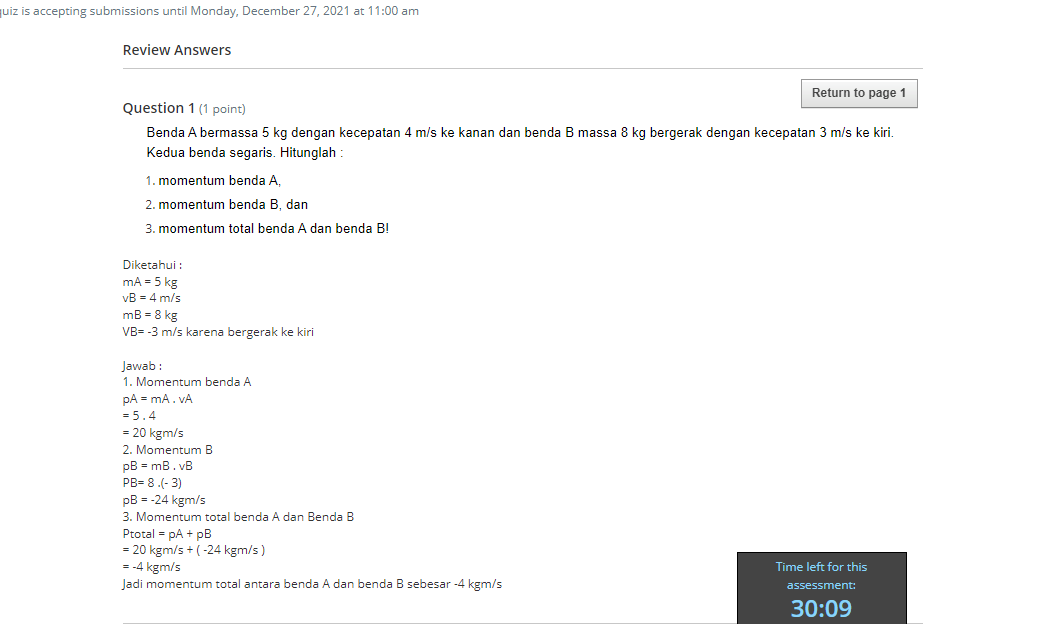 uiz is accepting submissions until Monday, December 27, 2021 at 11:00 am
Review Answers
Return to page 1
Question 1 (1 point)
Benda A bermassa 5 kg dengan kecepatan 4 m/s ke kanan dan benda B massa 8 kg bergerak dengan kecepatan 3 m/s ke kiri.
Kedua benda segaris. Hitunglah :
1. momentum benda A,
2. momentum benda B, dan
3. momentum total benda A dan benda B!
Diketahui :
mA = 5 kg
vB = 4 m/s
mB = 8 kg
VB= -3 m/s karena bergerak ke kiri
Jawab :
1. Momentum benda A
pA = mA . vA
= 5 . 4
= 20 kgm/s
2. Momentum B
pB = mB . vB
PB= 8 .(- 3)
pB = -24 kgm/s
3. Momentum total benda A dan Benda B
Ptotal = pA + pB
= 20 kgm/s + ( -24 kgm/s )
= -4 kgm/s
Jadi momentum total antara benda A dan benda B sebesar -4 kgm/s
Time left for this
assessment:
30:09